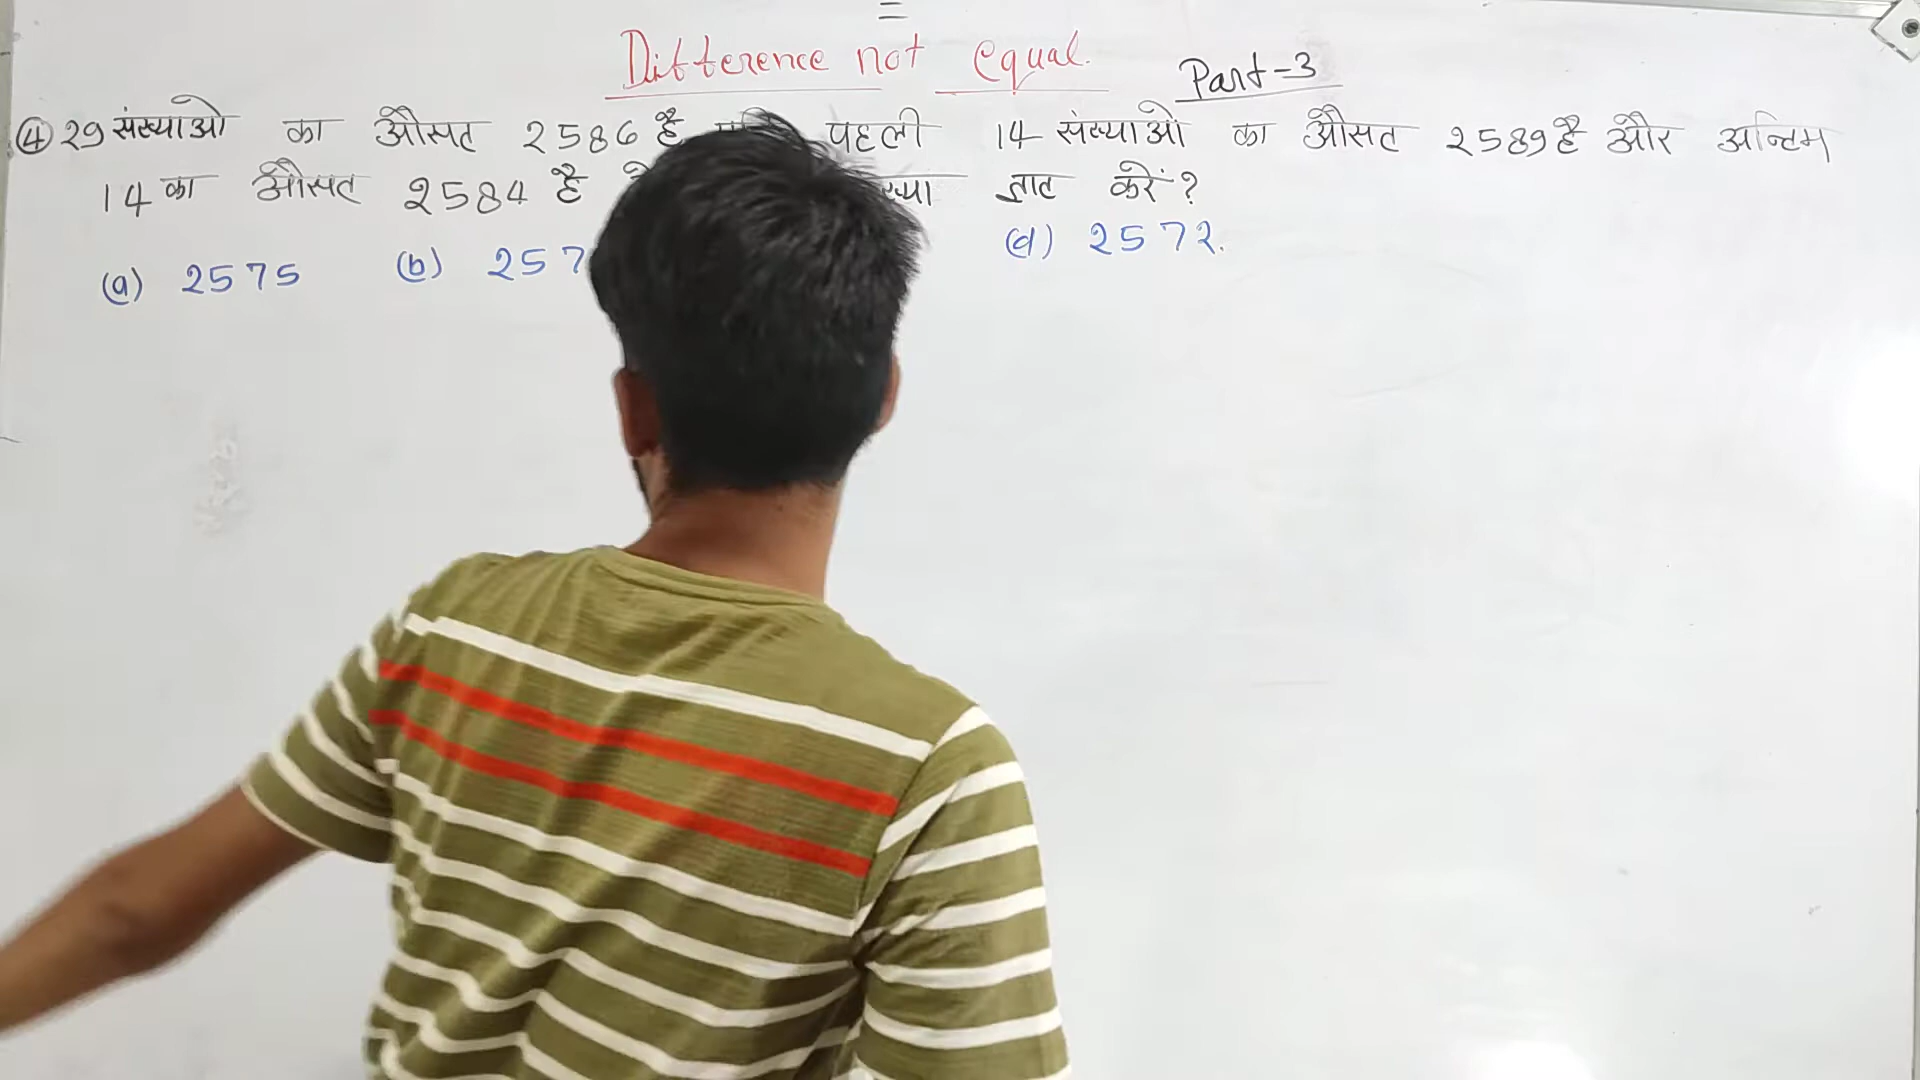 Difference not equal. Part-3
④ 29 संख्याओ का औसत 2586 है पहली 14 संख्याओ का औसत 2589 है और अन्तिम
14 का औसत 2584 है ज्ञात करें?
(a) 2575 (b) (d) 2572.